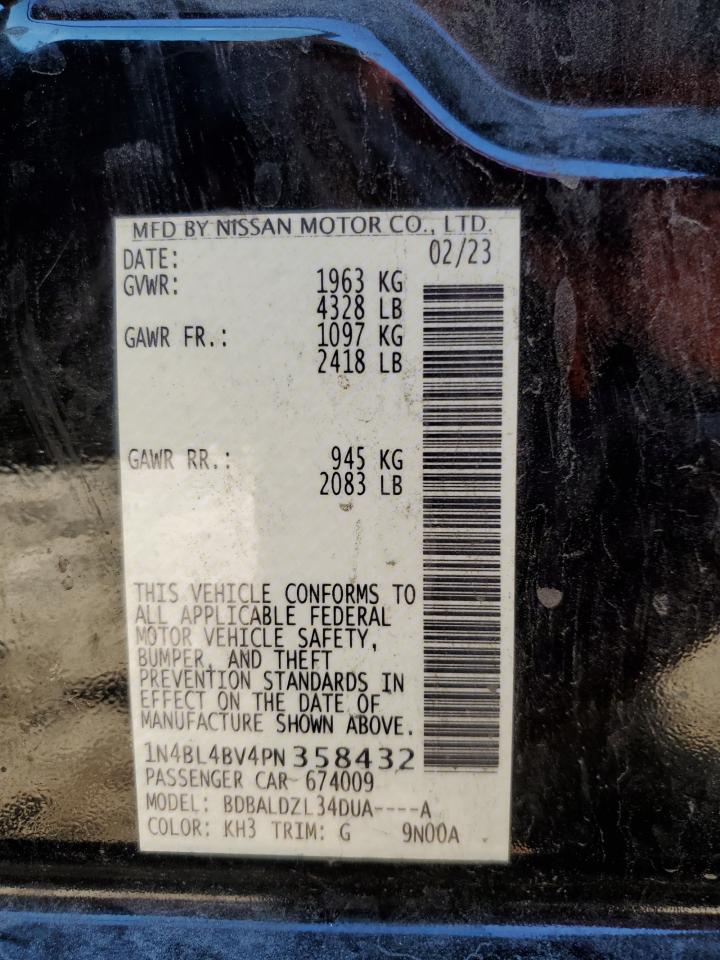 MFD BY NISSAN MOTOR CO., LTD.
DATE: 02/23
GVWR: 1963 KG
4328 LB
GAWR FR.: 1097 KG
2418 LB
GAWR RR.: 945 KG
2083 LB
THIS VEHICLE CONFORMS TO
ALL APPLICABLE FEDERAL
MOTOR VEHICLE SAFETY,
BUMPER, AND THEFT
PREVENTION STANDARDS IN
EFFECT ON THE DATE OF
MANUFACTURE SHOWN ABOVE.
1N4BL4BV4PN358432
PASSENGER CAR 674009
MODEL: BDBALDZL34DUA----A
COLOR: KH3 TRIM: G 9N00A